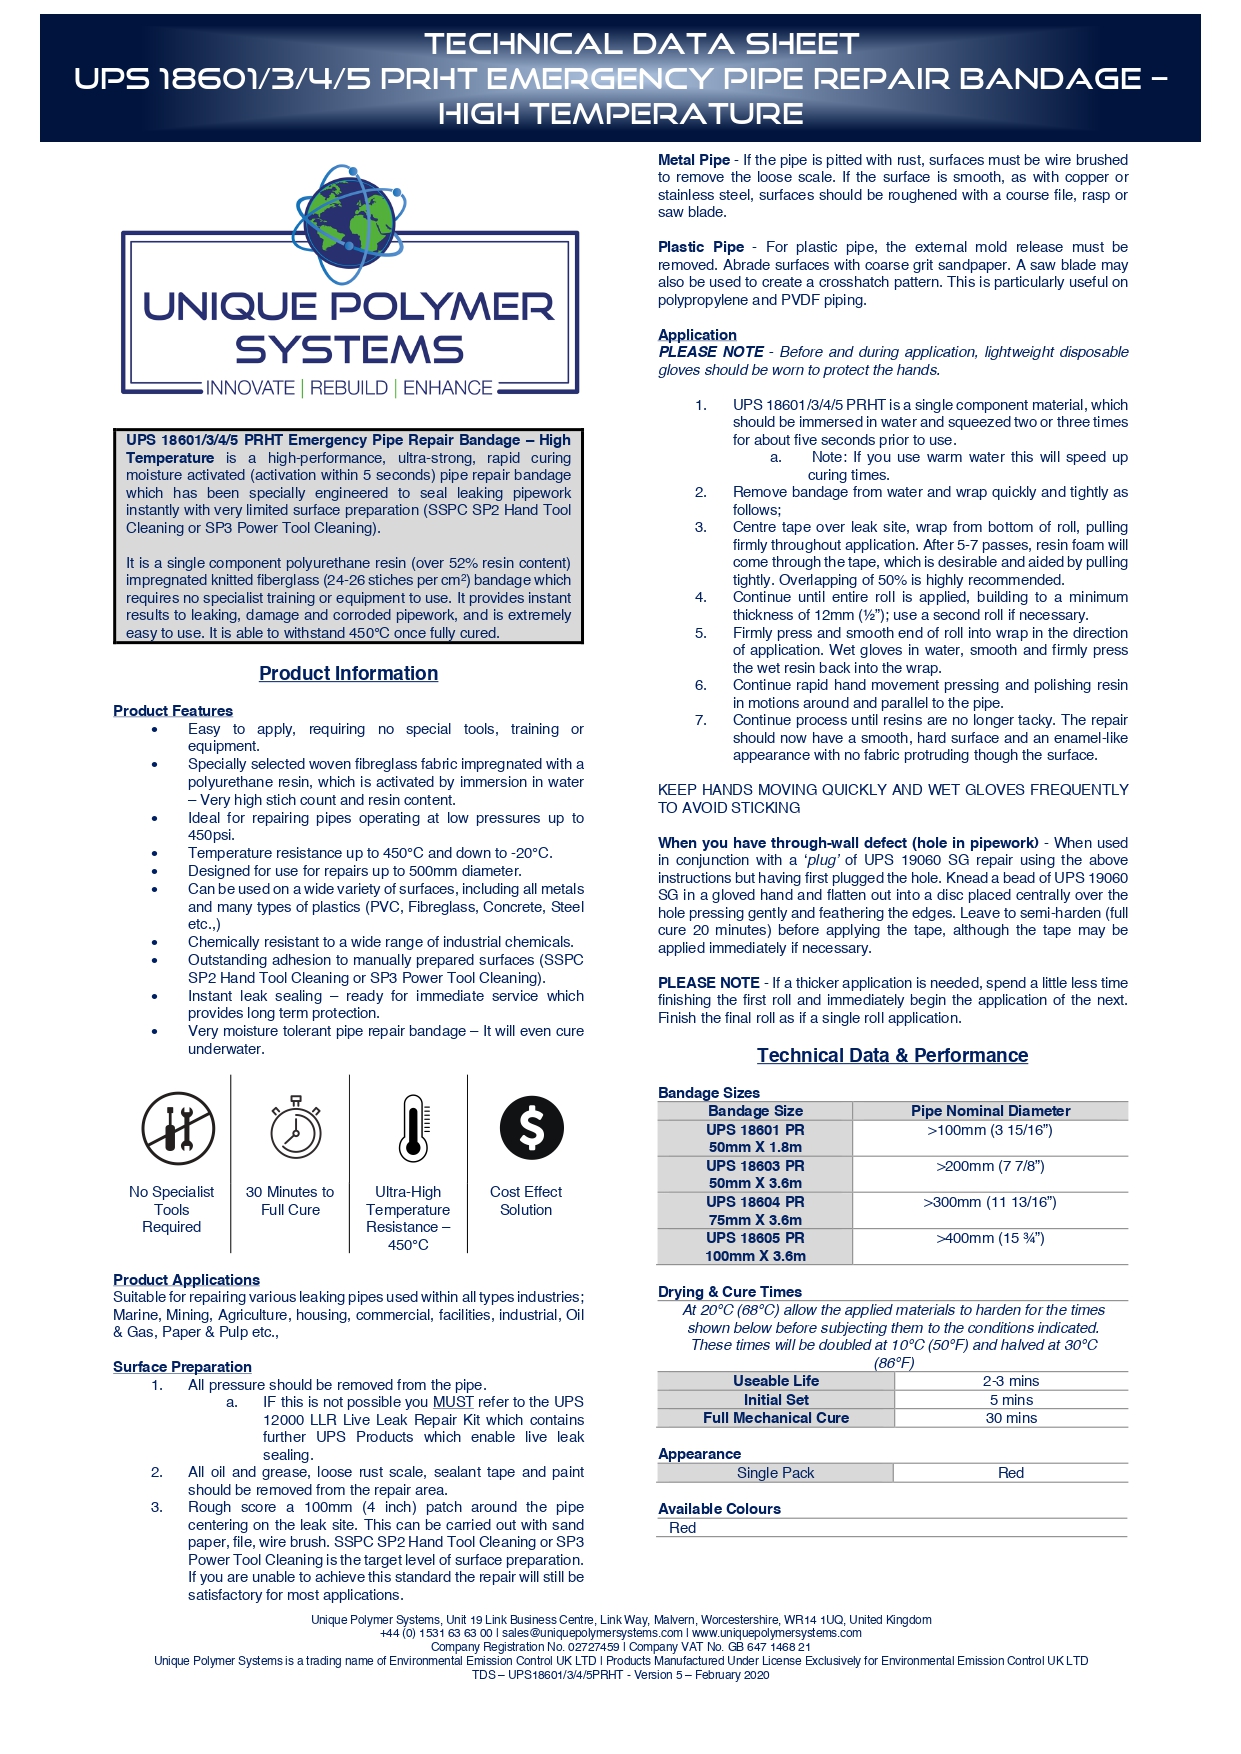 TECHNICAL DATA SHEET
UPS 18601/3/4/5 PRHT EMERGENCY PIPE REPAIR BANDAGE –
HIGH TEMPERATURE
UNIQUE POLYMER
SYSTEMS
INNOVATE | REBUILD | ENHANCE
UPS 18601/3/4/5 PRHT Emergency Pipe Repair Bandage – High
Temperature is a high-performance, ultra-strong, rapid curing
moisture activated (activation within 5 seconds) pipe repair bandage
which has been specially engineered to seal leaking pipework
instantly with very limited surface preparation (SSPC SP2 Hand Tool
Cleaning or SP3 Power Tool Cleaning).
It is a single component polyurethane resin (over 52% resin content)
impregnated knitted fiberglass (24-26 stiches per cm²) bandage which
requires no specialist training or equipment to use. It provides instant
results to leaking, damage and corroded pipework, and is extremely
easy to use. It is able to withstand 450°C once fully cured.
Product Information
Product Features
• Easy to apply, requiring no special tools, training or
equipment.
• Specially selected woven fibreglass fabric impregnated with a
polyurethane resin, which is activated by immersion in water
– Very high stich count and resin content.
• Ideal for repairing pipes operating at low pressures up to
450psi.
• Temperature resistance up to 450°C and down to -20°C.
• Designed for use for repairs up to 500mm diameter.
• Can be used on a wide variety of surfaces, including all metals
and many types of plastics (PVC, Fibreglass, Concrete, Steel
etc.,)
• Chemically resistant to a wide range of industrial chemicals.
• Outstanding adhesion to manually prepared surfaces (SSPC
SP2 Hand Tool Cleaning or SP3 Power Tool Cleaning).
• Instant leak sealing – ready for immediate service which
provides long term protection.
• Very moisture tolerant pipe repair bandage – It will even cure
underwater.
No Specialist
Tools
Required
30 Minutes to
Full Cure
Ultra-High
Temperature
Resistance –
450°C
$
Cost Effect
Solution
Product Applications
Suitable for repairing various leaking pipes used within all types industries;
Marine, Mining, Agriculture, housing, commercial, facilities, industrial, Oil
& Gas, Paper & Pulp etc.,
Surface Preparation
1. All pressure should be removed from the pipe.
a. IF this is not possible you MUST refer to the UPS
12000 LLR Live Leak Repair Kit which contains
further UPS Products which enable live leak
sealing.
2. All oil and grease, loose rust scale, sealant tape and paint
should be removed from the repair area.
3. Rough score a 100mm (4 inch) patch around the pipe
centering on the leak site. This can be carried out with sand
paper, file, wire brush. SSPC SP2 Hand Tool Cleaning or SP3
Power Tool Cleaning is the target level of surface preparation.
If you are unable to achieve this standard the repair will still be
satisfactory for most applications.
Metal Pipe - If the pipe is pitted with rust, surfaces must be wire brushed
to remove the loose scale. If the surface is smooth, as with copper or
stainless steel, surfaces should be roughened with a course file, rasp or
saw blade.
Plastic Pipe - For plastic pipe, the external mold release must be
removed. Abrade surfaces with coarse grit sandpaper. A saw blade may
also be used to create a crosshatch pattern. This is particularly useful on
polypropylene and PVDF piping.
Application
PLEASE NOTE - Before and during application, lightweight disposable
gloves should be worn to protect the hands.
1. UPS 18601/3/4/5 PRHT is a single component material, which
should be immersed in water and squeezed two or three times
for about five seconds prior to use.
a. Note: If you use warm water this will speed up
curing times.
2. Remove bandage from water and wrap quickly and tightly as
follows;
3. Centre tape over leak site, wrap from bottom of roll, pulling
firmly throughout application. After 5-7 passes, resin foam will
come through the tape, which is desirable and aided by pulling
tightly. Overlapping of 50% is highly recommended.
4. Continue until entire roll is applied, building to a minimum
thickness of 12mm (½”); use a second roll if necessary.
5. Firmly press and smooth end of roll into wrap in the direction
of application. Wet gloves in water, smooth and firmly press
the wet resin back into the wrap.
6. Continue rapid hand movement pressing and polishing resin
in motions around and parallel to the pipe.
7. Continue process until resins are no longer tacky. The repair
should now have a smooth, hard surface and an enamel-like
appearance with no fabric protruding though the surface.
KEEP HANDS MOVING QUICKLY AND WET GLOVES FREQUENTLY
TO AVOID STICKING
When you have through-wall defect (hole in pipework) - When used
in conjunction with a ‘plug’ of UPS 19060 SG repair using the above
instructions but having first plugged the hole. Knead a bead of UPS 19060
SG in a gloved hand and flatten out into a disc placed centrally over the
hole pressing gently and feathering the edges. Leave to semi-harden (full
cure 20 minutes) before applying the tape, although the tape may be
applied immediately if necessary.
PLEASE NOTE - If a thicker application is needed, spend a little less time
finishing the first roll and immediately begin the application of the next.
Finish the final roll as if a single roll application.
Technical Data & Performance
Bandage Sizes
Bandage Size Pipe Nominal Diameter
UPS 18601 PR >100mm (3 15/16”)
50mm X 1.8m
UPS 18603 PR >200mm (7 7/8”)
50mm X 3.6m
UPS 18604 PR >300mm (11 13/16”)
75mm X 3.6m
UPS 18605 PR >400mm (15 ¾”)
100mm X 3.6m
Drying & Cure Times
At 20ºC (68ºC) allow the applied materials to harden for the times
shown below before subjecting them to the conditions indicated.
These times will be doubled at 10ºC (50ºF) and halved at 30ºC
(86ºF)
Useable Life 2-3 mins
Initial Set 5 mins
Full Mechanical Cure 30 mins
Appearance
Single Pack Red
Available Colours
Red
Unique Polymer Systems, Unit 19 Link Business Centre, Link Way, Malvern, Worcestershire, WR14 1UQ, United Kingdom
+44 (0) 1531 63 63 00 | sales@uniquepolymersystems.com | www.uniquepolymersystems.com
Company Registration No. 02727459 | Company VAT No. GB 647 1468 21
Unique Polymer Systems is a trading name of Environmental Emission Control UK LTD | Products Manufactured Under License Exclusively for Environmental Emission Control UK LTD
TDS – UPS18601/3/4/5PRHT - Version 5 – February 2020